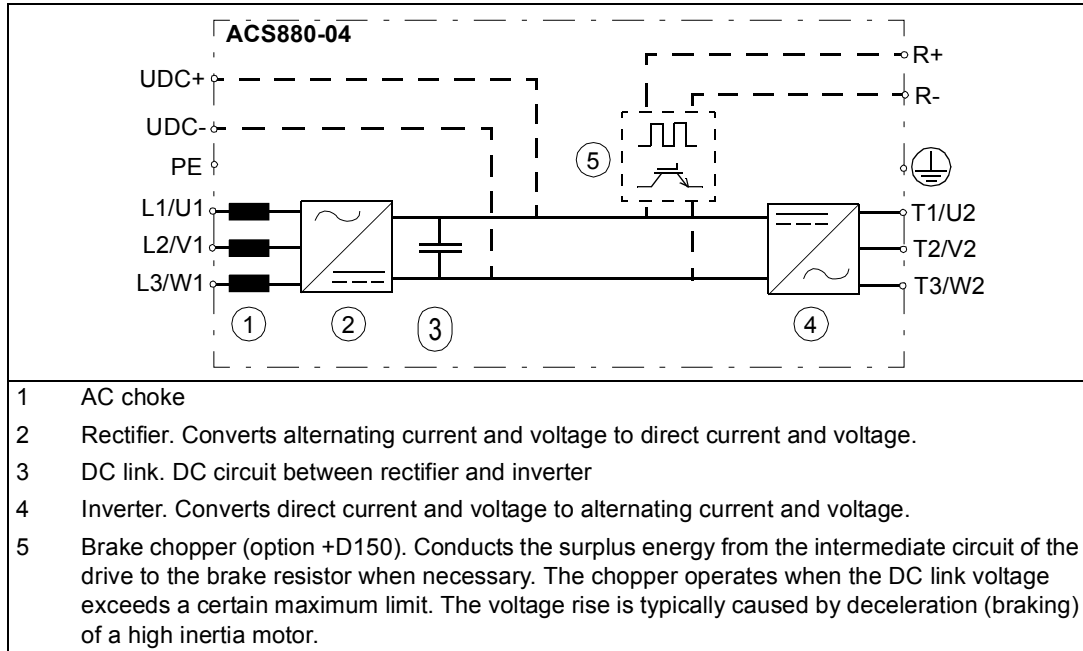 ACS880-04
R+
UDC+
R-
UDC-
5
PE
L1/U1
T1/U2
L2/V1
T2/V2
L3/W1
T3/W2
1
2
3
4
1 AC choke
2 Rectifier. Converts alternating current and voltage to direct current and voltage.
3 DC link. DC circuit between rectifier and inverter
4 Inverter. Converts direct current and voltage to alternating current and voltage.
5 Brake chopper (option +D150). Conducts the surplus energy from the intermediate circuit of the
drive to the brake resistor when necessary. The chopper operates when the DC link voltage
exceeds a certain maximum limit. The voltage rise is typically caused by deceleration (braking)
of a high inertia motor.